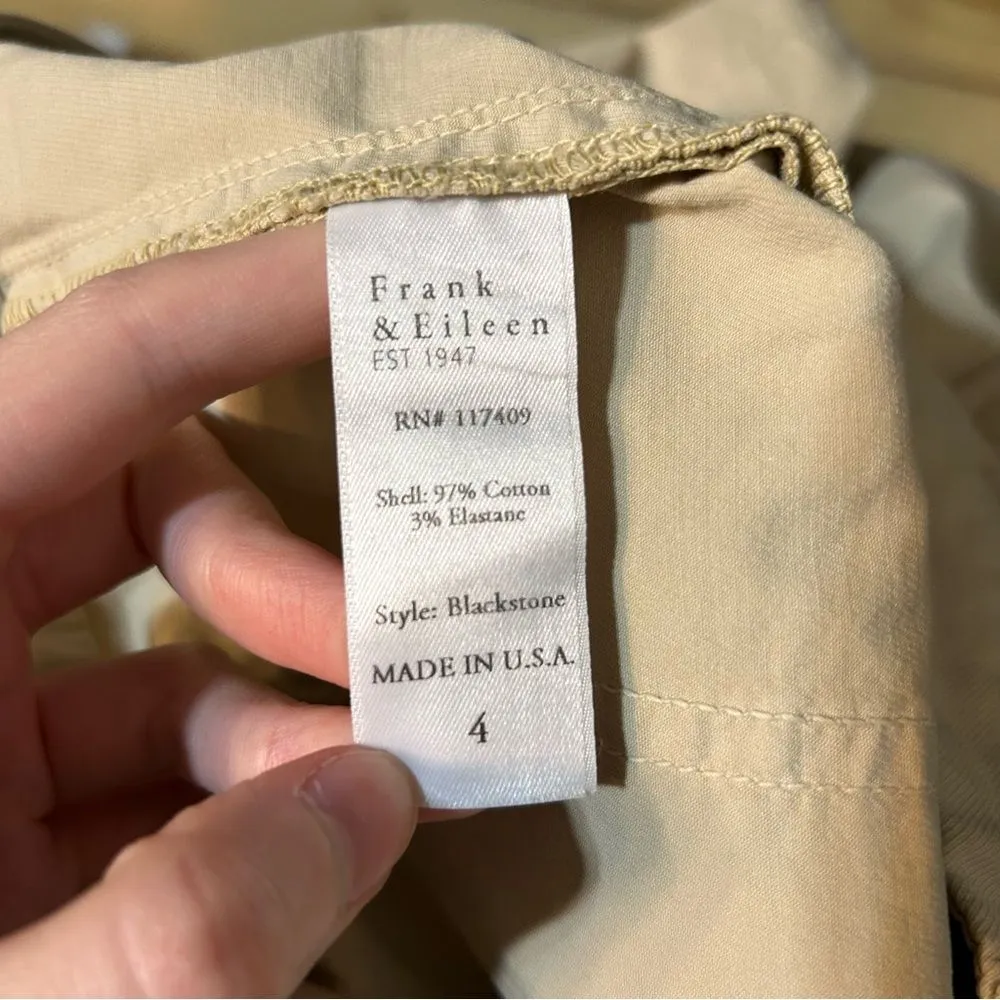 Frank
& Eileen
EST 1947
RN# 117409
Shell: 97% Cotton
3% Elastane
Style: Blackstone
MADE IN U.S.A.
4